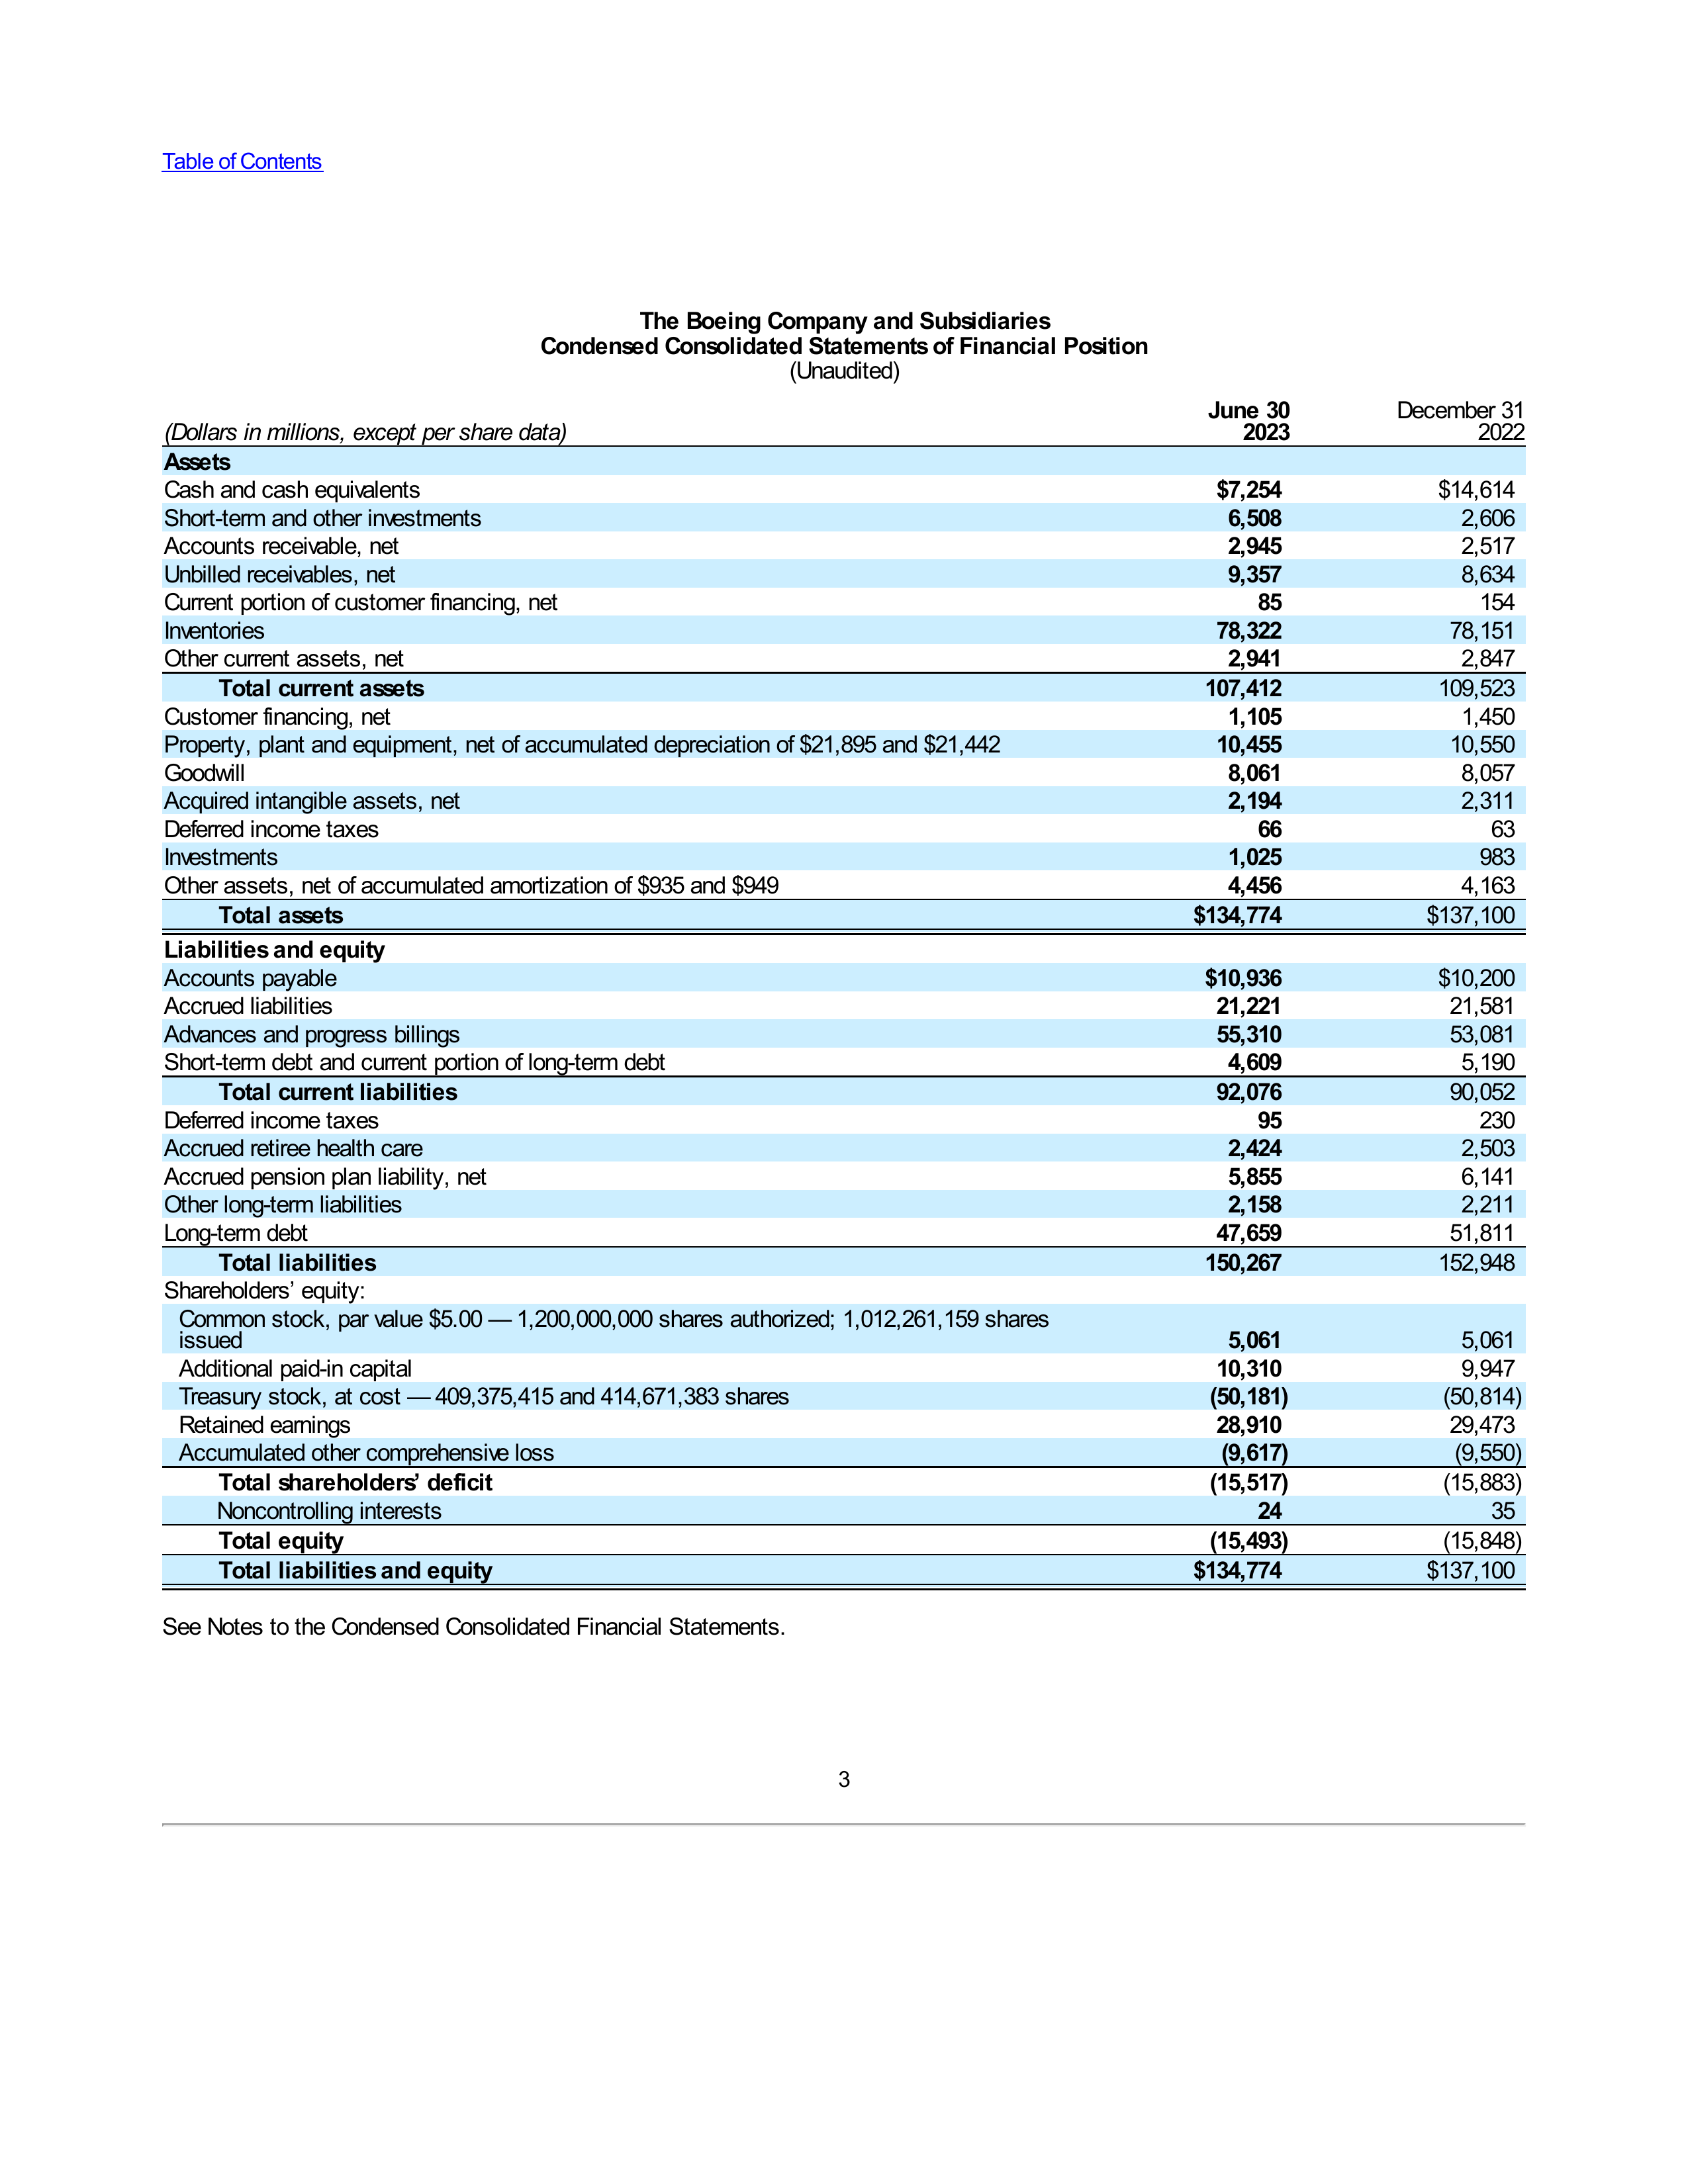 Table of Contents
The Boeing Company and Subsidiaries
Condensed Consolidated Statements of Financial Position
(Unaudited)
(Dollars in millions, except per share data) June 30 2023 December 31 2022
Assets
Cash and cash equivalents $7,254 $14,614
Short-term and other investments 6,508 2,606
Accounts receivable, net 2,945 2,517
Unbilled receivables, net 9,357 8,634
Current portion of customer financing, net 85 154
Inventories 78,322 78,151
Other current assets, net 2,941 2,847
Total current assets 107,412 109,523
Customer financing, net 1,105 1,450
Property, plant and equipment, net of accumulated depreciation of $21,895 and $21,442 10,455 10,550
Goodwill 8,061 8,057
Acquired intangible assets, net 2,194 2,311
Deferred income taxes 66 63
Investments 1,025 983
Other assets, net of accumulated amortization of $935 and $949 4,456 4,163
Total assets $134,774 $137,100
Liabilities and equity
Accounts payable $10,936 $10,200
Accrued liabilities 21,221 21,581
Advances and progress billings 55,310 53,081
Short-term debt and current portion of long-term debt 4,609 5,190
Total current liabilities 92,076 90,052
Deferred income taxes 95 230
Accrued retiree health care 2,424 2,503
Accrued pension plan liability, net 5,855 6,141
Other long-term liabilities 2,158 2,211
Long-term debt 47,659 51,811
Total liabilities 150,267 152,948
Shareholders’ equity:
Common stock, par value $5.00 — 1,200,000,000 shares authorized; 1,012,261,159 shares
issued 5,061 5,061
Additional paid-in capital 10,310 9,947
Treasury stock, at cost — 409,375,415 and 414,671,383 shares (50,181) (50,814)
Retained earnings 28,910 29,473
Accumulated other comprehensive loss (9,617) (9,550)
Total shareholders’ deficit (15,517) (15,883)
Noncontrolling interests 24 35
Total equity (15,493) (15,848)
Total liabilities and equity $134,774 $137,100
See Notes to the Condensed Consolidated Financial Statements.
3